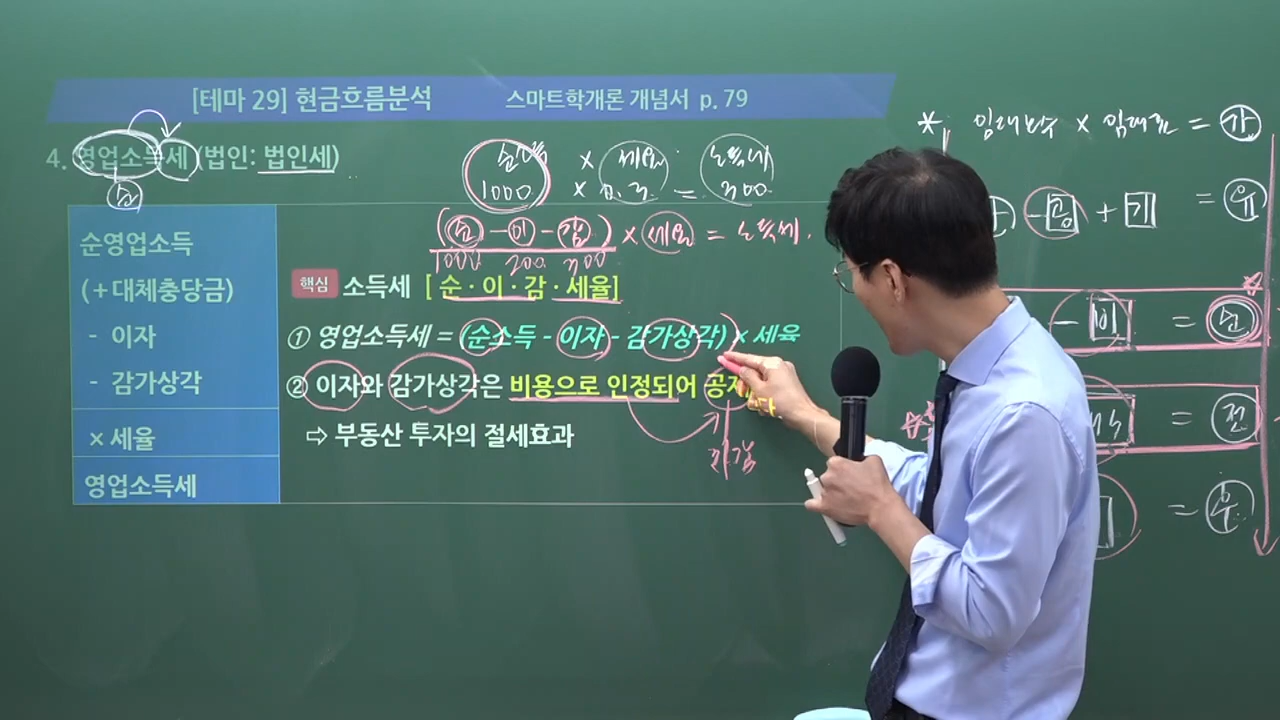 [테마 29] 현금흐름분석 스마트학개론 개념서 p. 79
4. 영업소득세 (법인: 법인세)
순
순영업소득
(+대체충당금)
- 이자
- 감가상각
× 세율
영업소득세
× 세율 소득세
1000 × 0.3 = 300
(순 - 이 - 감) × 세율 = 소득세.
1000 200 300
핵심 소득세 [ 순·이·감·세율]
① 영업소득세 = (순소득 - 이자 - 감가상각) × 세율
② 이자와 감가상각은 비용으로 인정되어 공제
⇨ 부동산 투자의 절세효과
* 임대단수 × 임대료 = 가
- 공 + 기 = 유
= 순
= 전